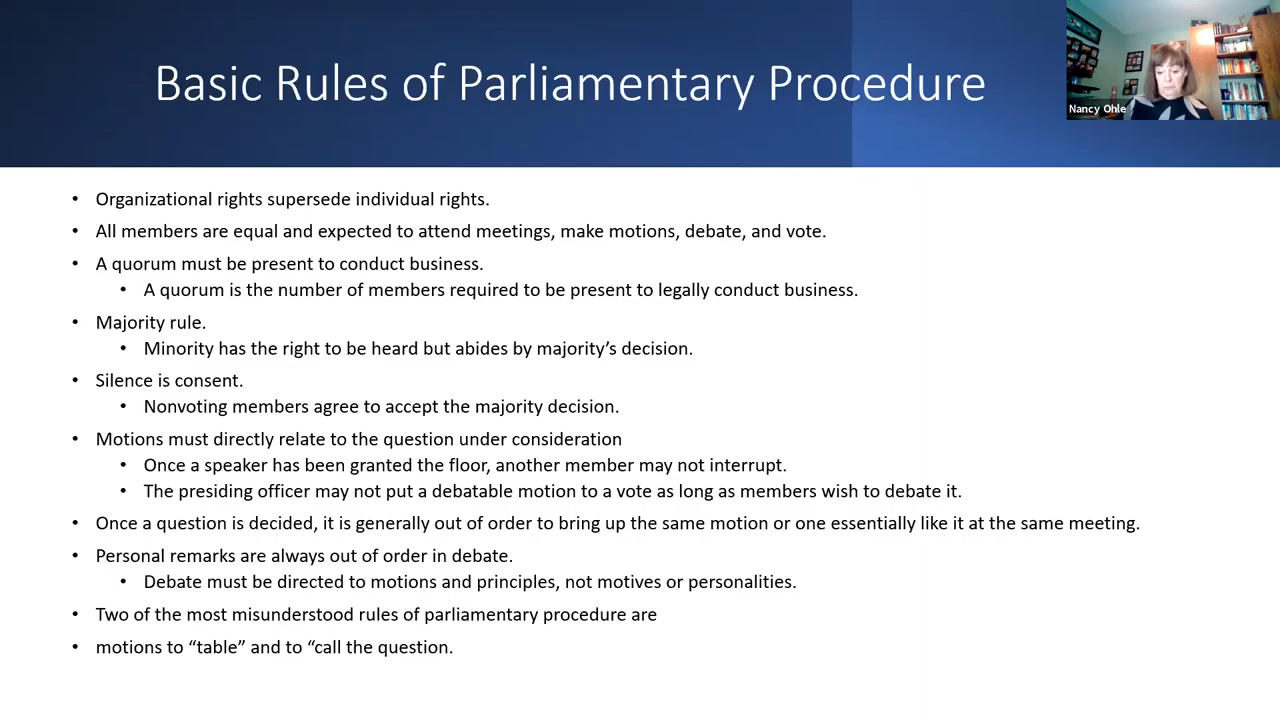 Basic Rules of Parliamentary Procedure
Nancy Ohle
• Organizational rights supersede individual rights.
• All members are equal and expected to attend meetings, make motions, debate, and vote.
• A quorum must be present to conduct business.
• A quorum is the number of members required to be present to legally conduct business.
• Majority rule.
• Minority has the right to be heard but abides by majority’s decision.
• Silence is consent.
• Nonvoting members agree to accept the majority decision.
• Motions must directly relate to the question under consideration
• Once a speaker has been granted the floor, another member may not interrupt.
• The presiding officer may not put a debatable motion to a vote as long as members wish to debate it.
• Once a question is decided, it is generally out of order to bring up the same motion or one essentially like it at the same meeting.
• Personal remarks are always out of order in debate.
• Debate must be directed to motions and principles, not motives or personalities.
• Two of the most misunderstood rules of parliamentary procedure are
• motions to “table” and to “call the question.